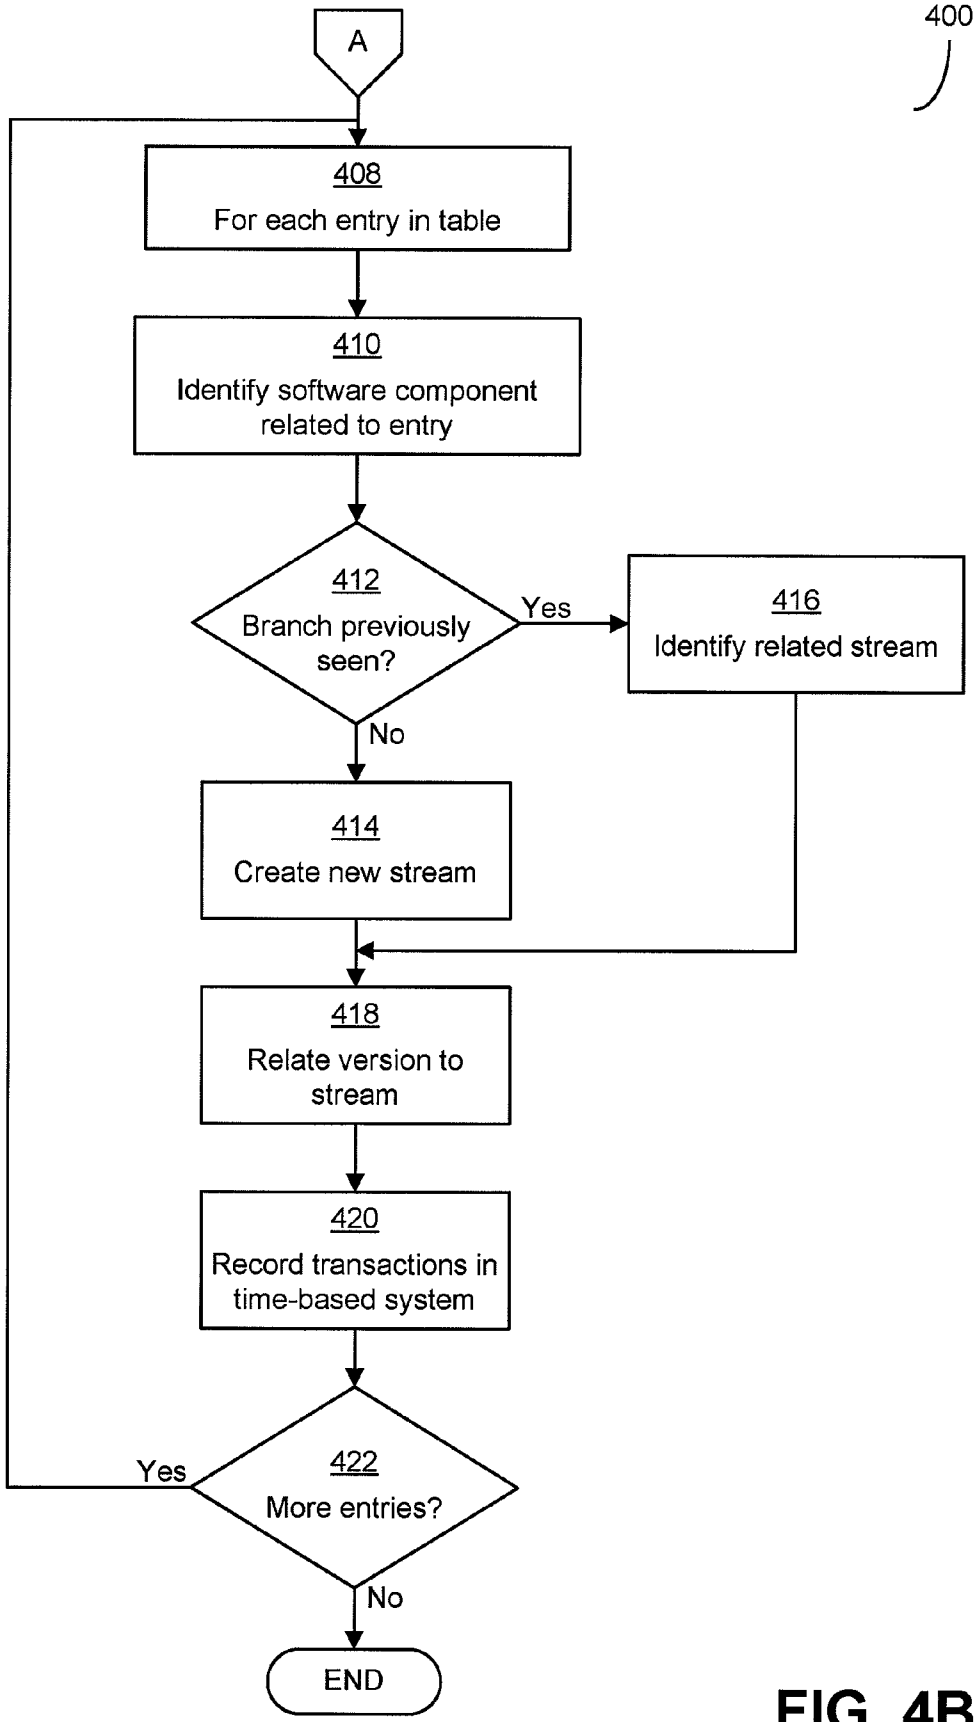 400
A
408
For each entry in table
410
Identify software component
related to entry
412
Branch previously
seen?
Yes
416
Identify related stream
No
414
Create new stream
418
Relate version to
stream
420
Record transactions in
time-based system
422
More entries?
Yes
No
END
FIG. 4B